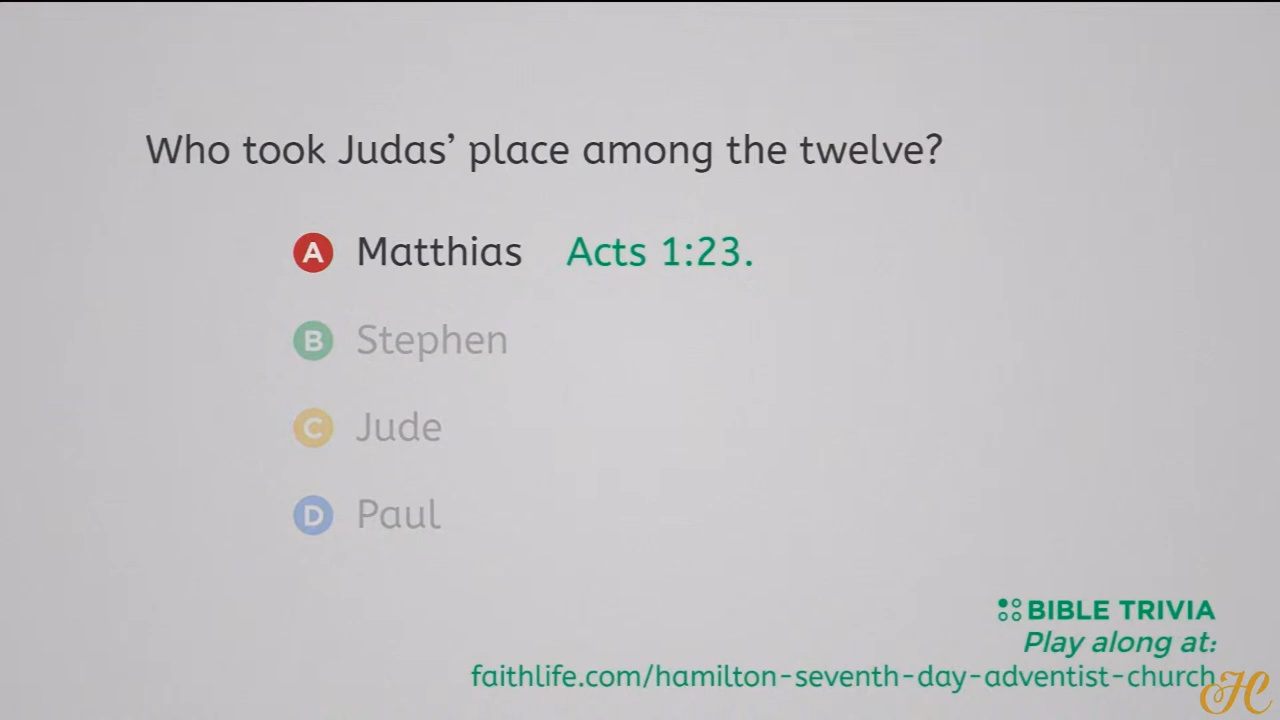 Who took Judas’ place among the twelve?
A Matthias Acts 1:23.
B Stephen
C Jude
D Paul
BIBLE TRIVIA
Play along at:
faithlife.com/hamilton-seventh-day-adventist-church
H